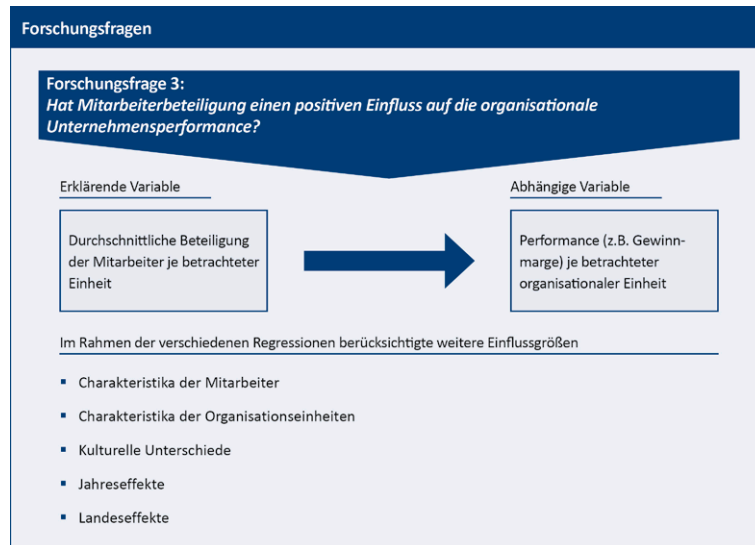 Forschungsfragen
Forschungsfrage 3:
Hat Mitarbeiterbeteiligung einen positiven Einfluss auf die organisationale
Unternehmensperformance?
Erklärende Variable
Abhängige Variable
Durchschnittliche Beteiligung
der Mitarbeiter je betrachteter
Einheit
Performance (z.B. Gewinn-
marge) je betrachteter
organisationaler Einheit
Im Rahmen der verschiedenen Regressionen berücksichtigte weitere Einflussgrößen
▪ Charakteristika der Mitarbeiter
▪ Charakteristika der Organisationseinheiten
▪ Kulturelle Unterschiede
▪ Jahreseffekte
▪ Landeseffekte